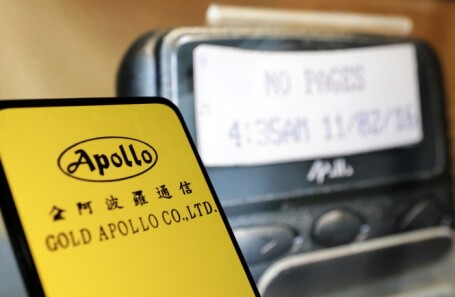 Apollo
金阿波羅通信
GOLD APOLLO CO.,LTD.
NO PAGES
4:35AM 11/02/16
Apollo